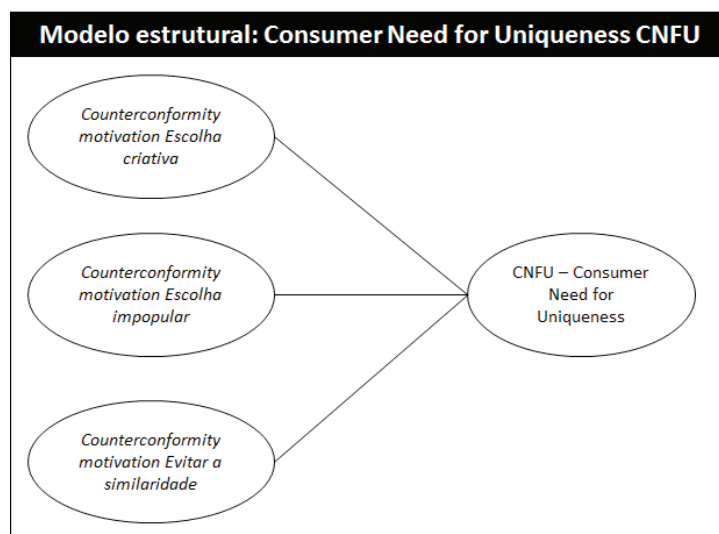 Modelo estrutural: Consumer Need for Uniqueness CNFU
Counterconformity
motivation Escolha
criativa
Counterconformity
motivation Escolha
impopular
CNFU – Consumer
Need for
Uniqueness
Counterconformity
motivation Evitar a
similaridade